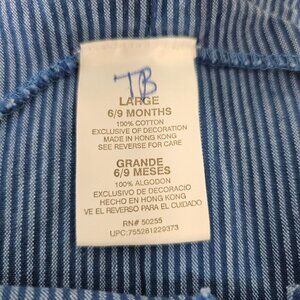 TB
LARGE
6/9 MONTHS
100% COTTON
EXCLUSIVE OF DECORATION
MADE IN HONG KONG
SEE REVERSE FOR CARE
GRANDE
6/9 MESES
100% ALGODON
EXCLUSIVO DE DECORACIO
HECHO EN HONG KONG
VE EL REVERSO PARA EL CUIDADO
RN# 50255
UPC:755281229373